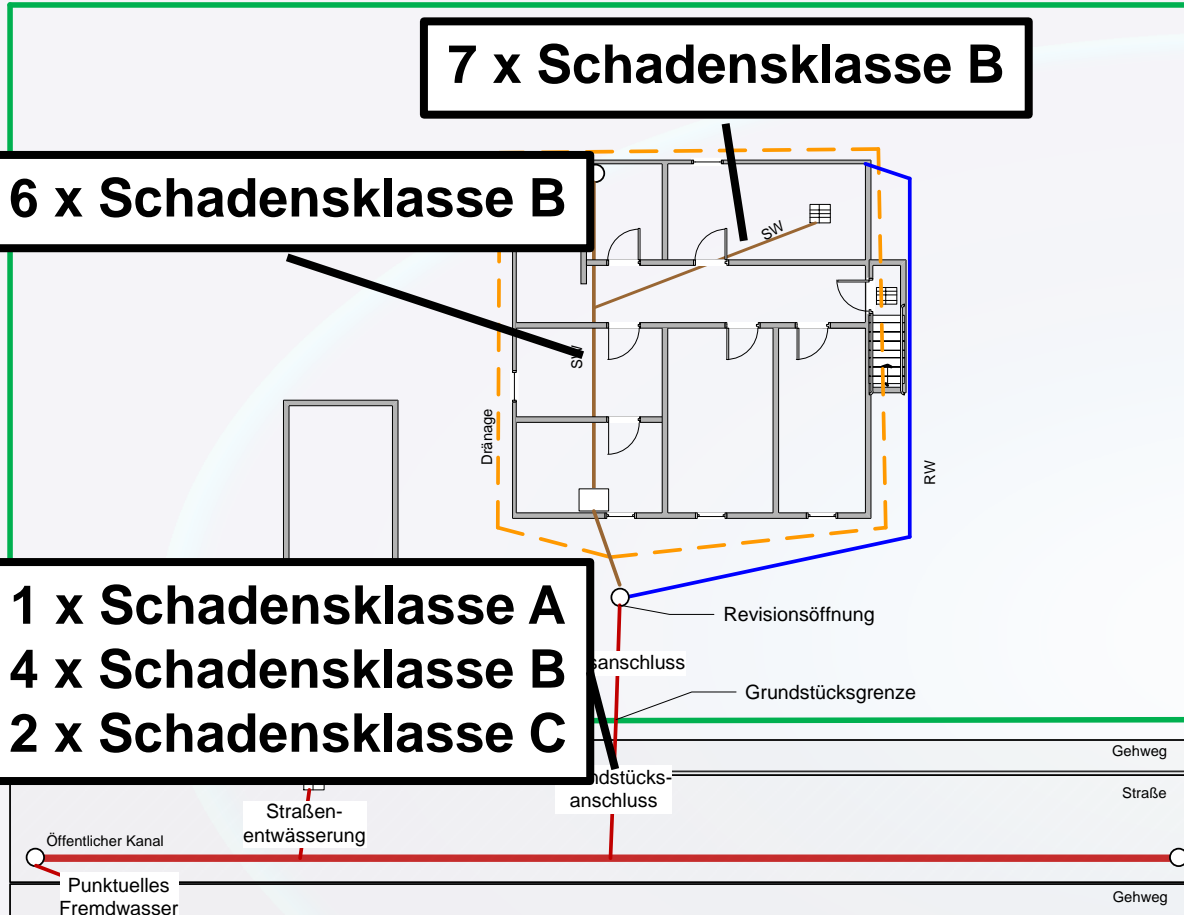 7 x Schadensklasse B
6 x Schadensklasse B
SW
SW
Dränage
RW
1 x Schadensklasse A
4 x Schadensklasse B
2 x Schadensklasse C
Revisionsöffnung
sanschluss
Grundstücksgrenze
Gehweg
ndstücks-
anschluss
Straße
Straßen-
entwässerung
Öffentlicher Kanal
Punktuelles
Fremdwasser
Gehweg